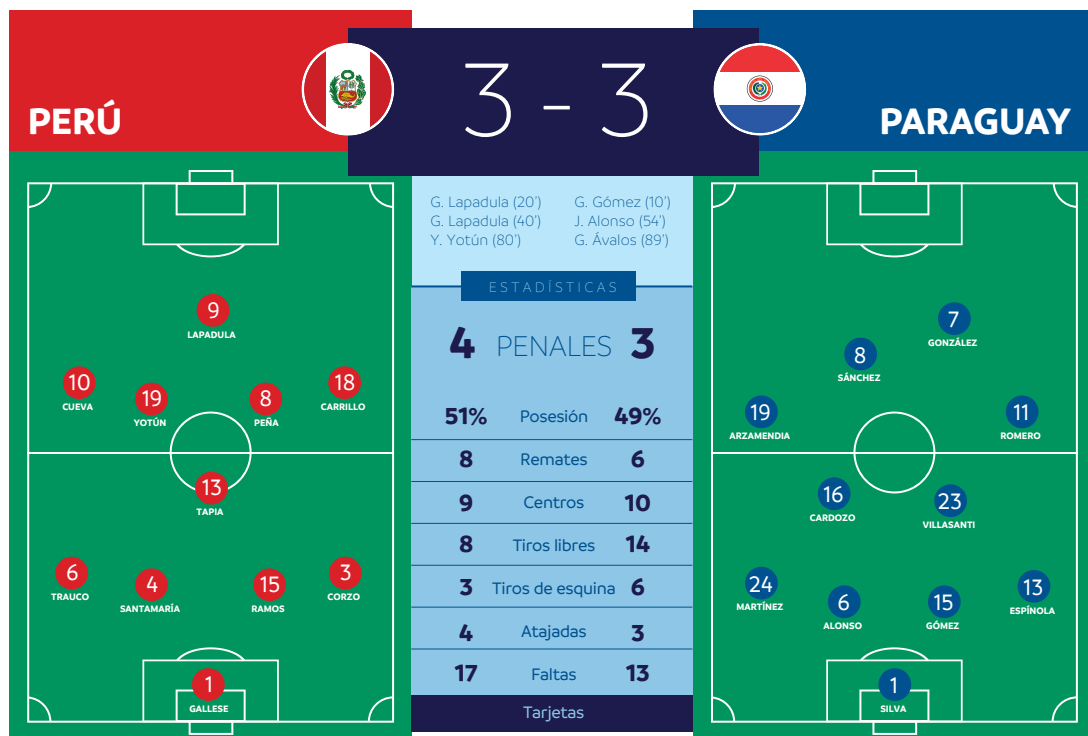 PERÚ
3 - 3
PARAGUAY
G. Lapadula (20’)
G. Lapadula (40’)
Y. Yotún (80’)
G. Gómez (10’)
J. Alonso (54’)
G. Ávalos (89’)
ESTADÍSTICAS
4 PENALES 3
51% Posesión 49%
8 Remates 6
9 Centros 10
8 Tiros libres 14
3 Tiros de esquina 6
4 Atajadas 3
17 Faltas 13
Tarjetas
9
LAPADULA
10
CUEVA
19
YOTÚN
8
PEÑA
18
CARRILLO
13
TAPIA
6
TRAUCO
4
SANTAMARÍA
15
RAMOS
3
CORZO
1
GALLESE
7
GONZÁLEZ
8
SÁNCHEZ
19
ARZAMENDIA
11
ROMERO
16
CARDOZO
23
VILLASANTI
24
MARTÍNEZ
6
ALONSO
15
GÓMEZ
13
ESPÍNOLA
1
SILVA